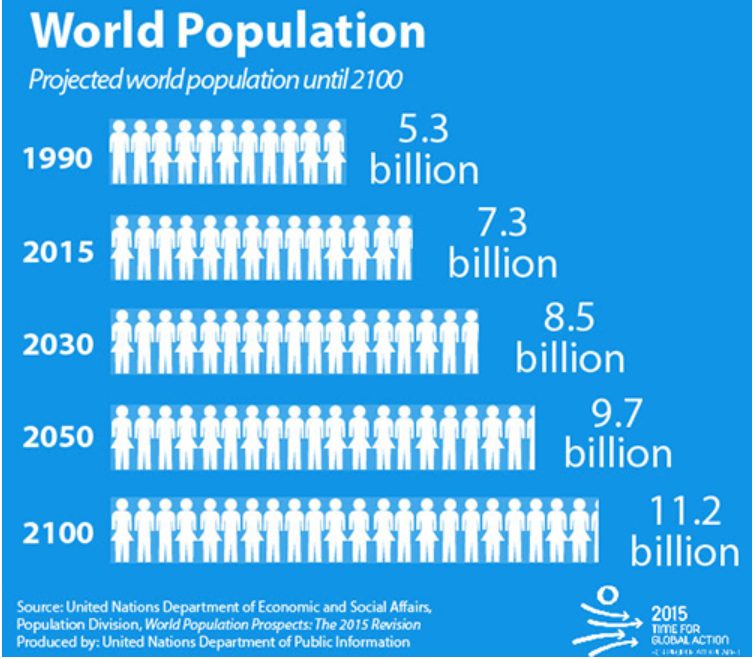 World Population
Projected world population until 2100
1990
5.3
billion
2015
7.3
billion
2030
8.5
billion
2050
9.7
billion
2100
11.2
billion
Source: United Nations Department of Economic and Social Affairs,
Population Division, World Population Prospects: The 2015 Revision
Produced by: United Nations Department of Public Information
2015
TIME FOR
GLOBAL ACTION